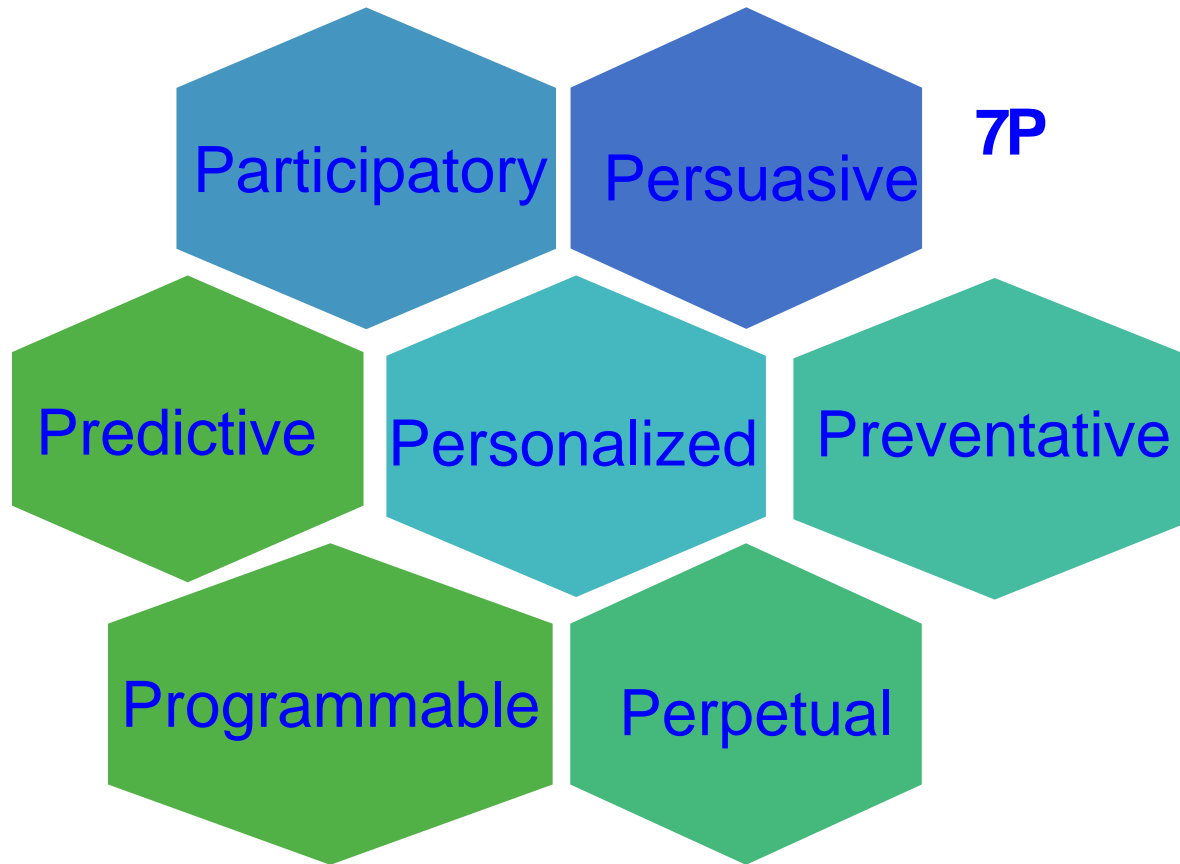 7P
Participatory
Persuasive
Predictive
Personalized
Preventative
Programmable
Perpetual